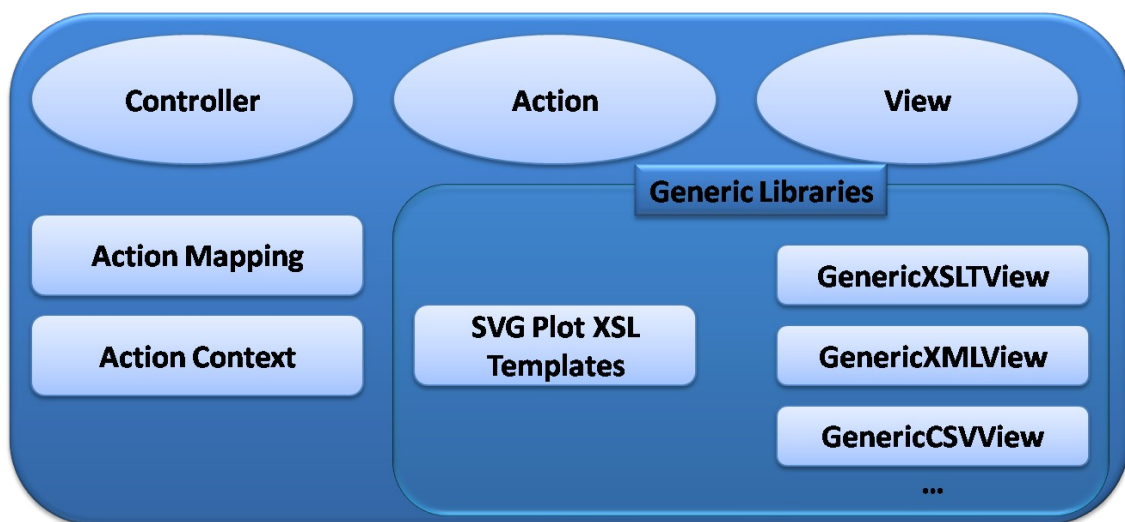 Controller
Action
View
Generic Libraries
Action Mapping
Action Context
SVG Plot XSL
Templates
GenericXSLTView
GenericXMLView
GenericCSVView
...